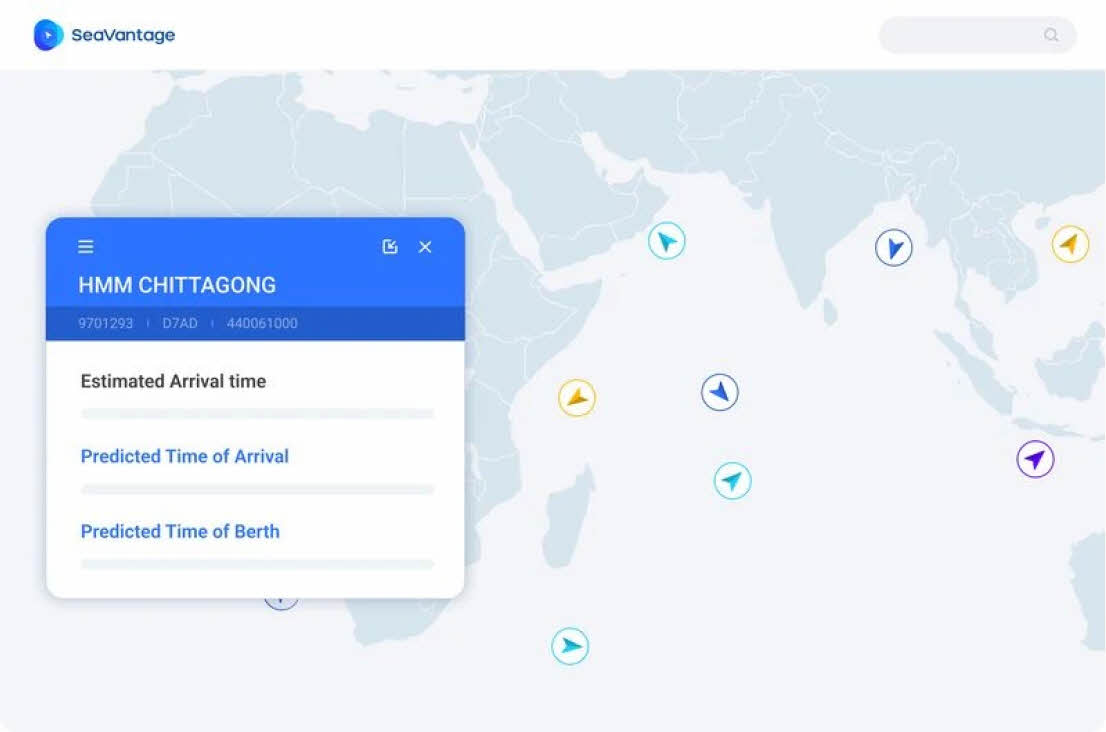 SeaVantage
HMM CHITTAGONG
9701293 | D7AD | 440061000
Estimated Arrival time
Predicted Time of Arrival
Predicted Time of Berth